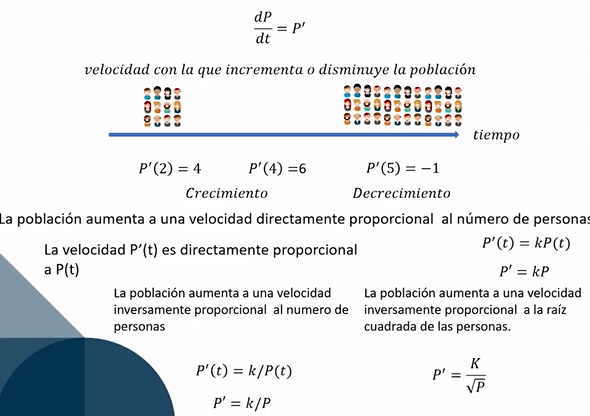 dP/dt = P′
velocidad con la que incrementa o disminuye la población
tiempo
P′(2) = 4 P′(4) =6 P′(5) = −1
Crecimiento Decrecimiento
La población aumenta a una velocidad directamente proporcional al número de personas
La velocidad P’(t) es directamente proporcional
a P(t)
P′(t) = kP(t)
P′ = kP
La población aumenta a una velocidad
inversamente proporcional al numero de
personas
La población aumenta a una velocidad
inversamente proporcional a la raíz
cuadrada de las personas.
P′(t) = k/P(t)
P′ = k/P
P′ = K/√P